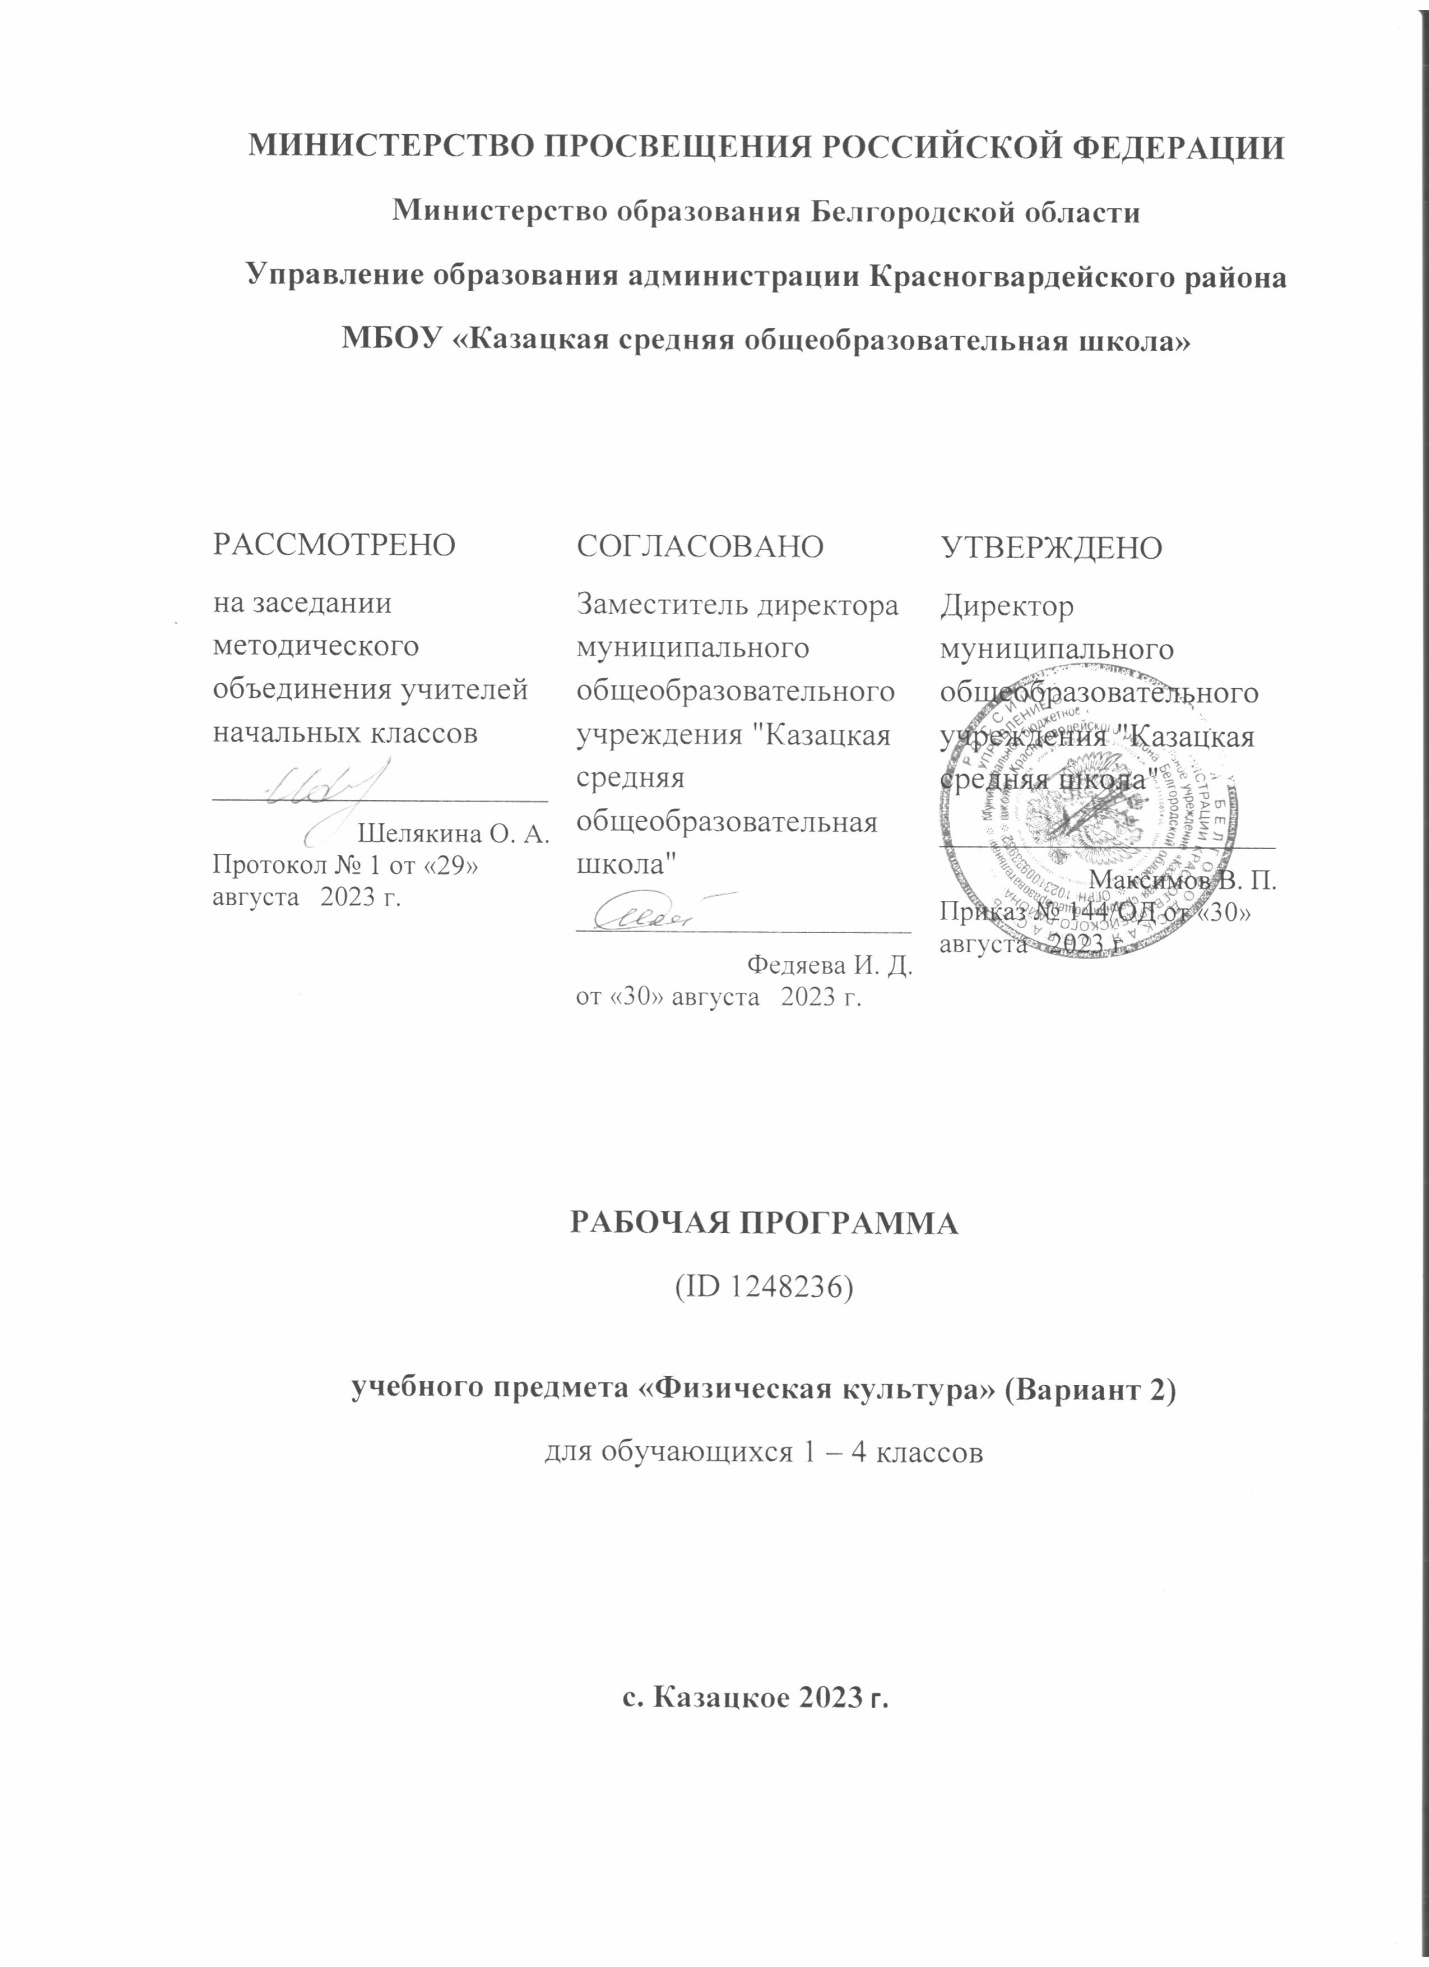 МИНИСТЕРСТВО ПРОСВЕЩЕНИЯ РОССИЙСКОЙ ФЕДЕРАЦИИ
Министерство образования Белгородской области
Управление образования администрации Красногвардейского района
МБОУ «Казацкая средняя общеобразовательная школа»
РАССМОТРЕНО
на заседании
методического
объединения учителей
начальных классов
Шелякина О. А.
Протокол № 1 от «29»
августа 2023 г.
СОГЛАСОВАНО
Заместитель директора
муниципального
общеобразовательного
учреждения "Казацкая
средняя
общеобразовательная
школа"
Федяева И. Д.
от «30» августа 2023 г.
УТВЕРЖДЕНО
Директор
муниципального
общеобразовательного
учреждения "Казацкая
средняя школа"
Максимов В. П.
Приказ № 144/ОД от «30»
августа 2023 г.
РАБОЧАЯ ПРОГРАММА
(ID 1248236)
учебного предмета «Физическая культура» (Вариант 2)
для обучающихся 1 – 4 классов
с. Казацкое 2023 г.